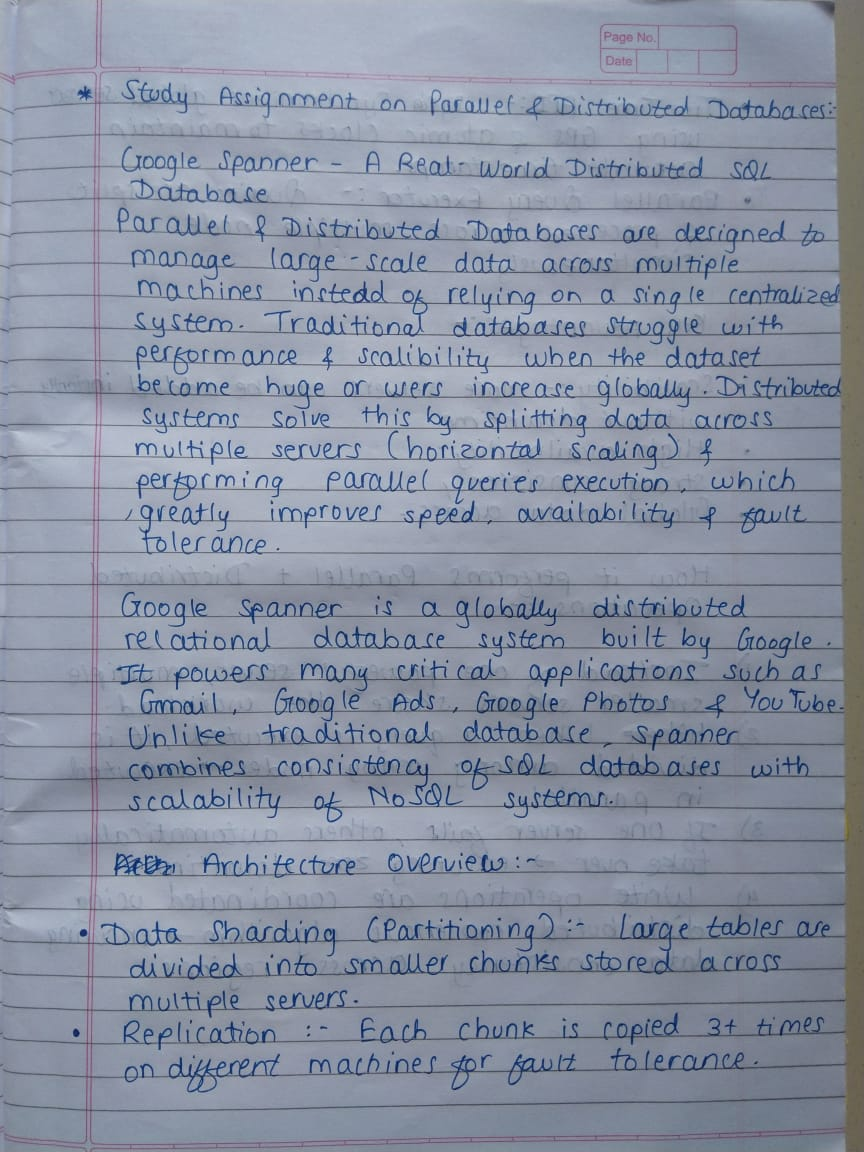 Page No.
Date
* Study Assignment on Parallel & Distributed Databases:-
Google Spanner - A Real-World Distributed SQL
Database
Parallel & Distributed Databases are designed to
manage large-scale data across multiple
machines instedd of relying on a single centralized
system. Traditional databases struggle with
performance & scalibility when the dataset
become huge or users increase globally. Distributed
systems solve this by splitting data across
multiple servers (horizontal scaling) &
performing parallel queries execution, which
greatly improves speed, availability & fault
tolerance.
Google Spanner is a globally distributed
relational database system built by Google.
It powers many critical applications such as
Gmail, Google Ads, Google Photos & YouTube.
Unlike traditional database, Spanner
combines consistency of SQL databases with
scalability of NoSQL systems.
Architecture Overview:-
• Data Sharding (Partitioning):- Large tables are
divided into smaller chunks stored across
multiple servers.
• Replication :- Each chunk is copied 3+ times
on different machines for fault tolerance.